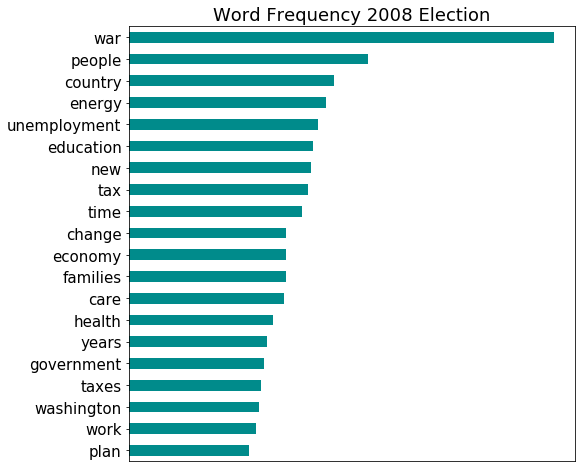 Word Frequency 2008 Election
war
people
country
energy
unemployment
education
new
tax
time
change
economy
families
care
health
years
government
taxes
washington
work
plan